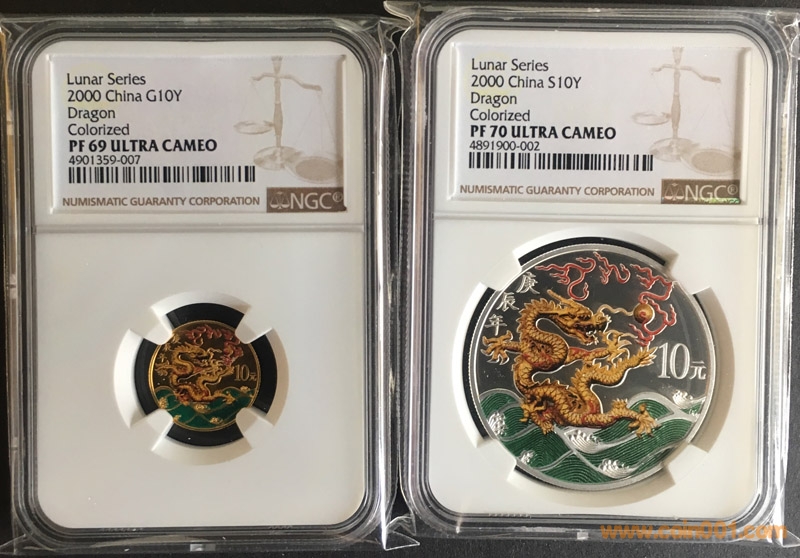 Lunar Series
2000 China G10Y
Dragon
Colorized
PF 69 ULTRA CAMEO
4901359-007
NUMISMATIC GUARANTY CORPORATION
NGC®
10元
Lunar Series
2000 China S10Y
Dragon
Colorized
PF 70 ULTRA CAMEO
4891900-002
NUMISMATIC GUARANTY CORPORATION
NGC®
庚辰年
10元